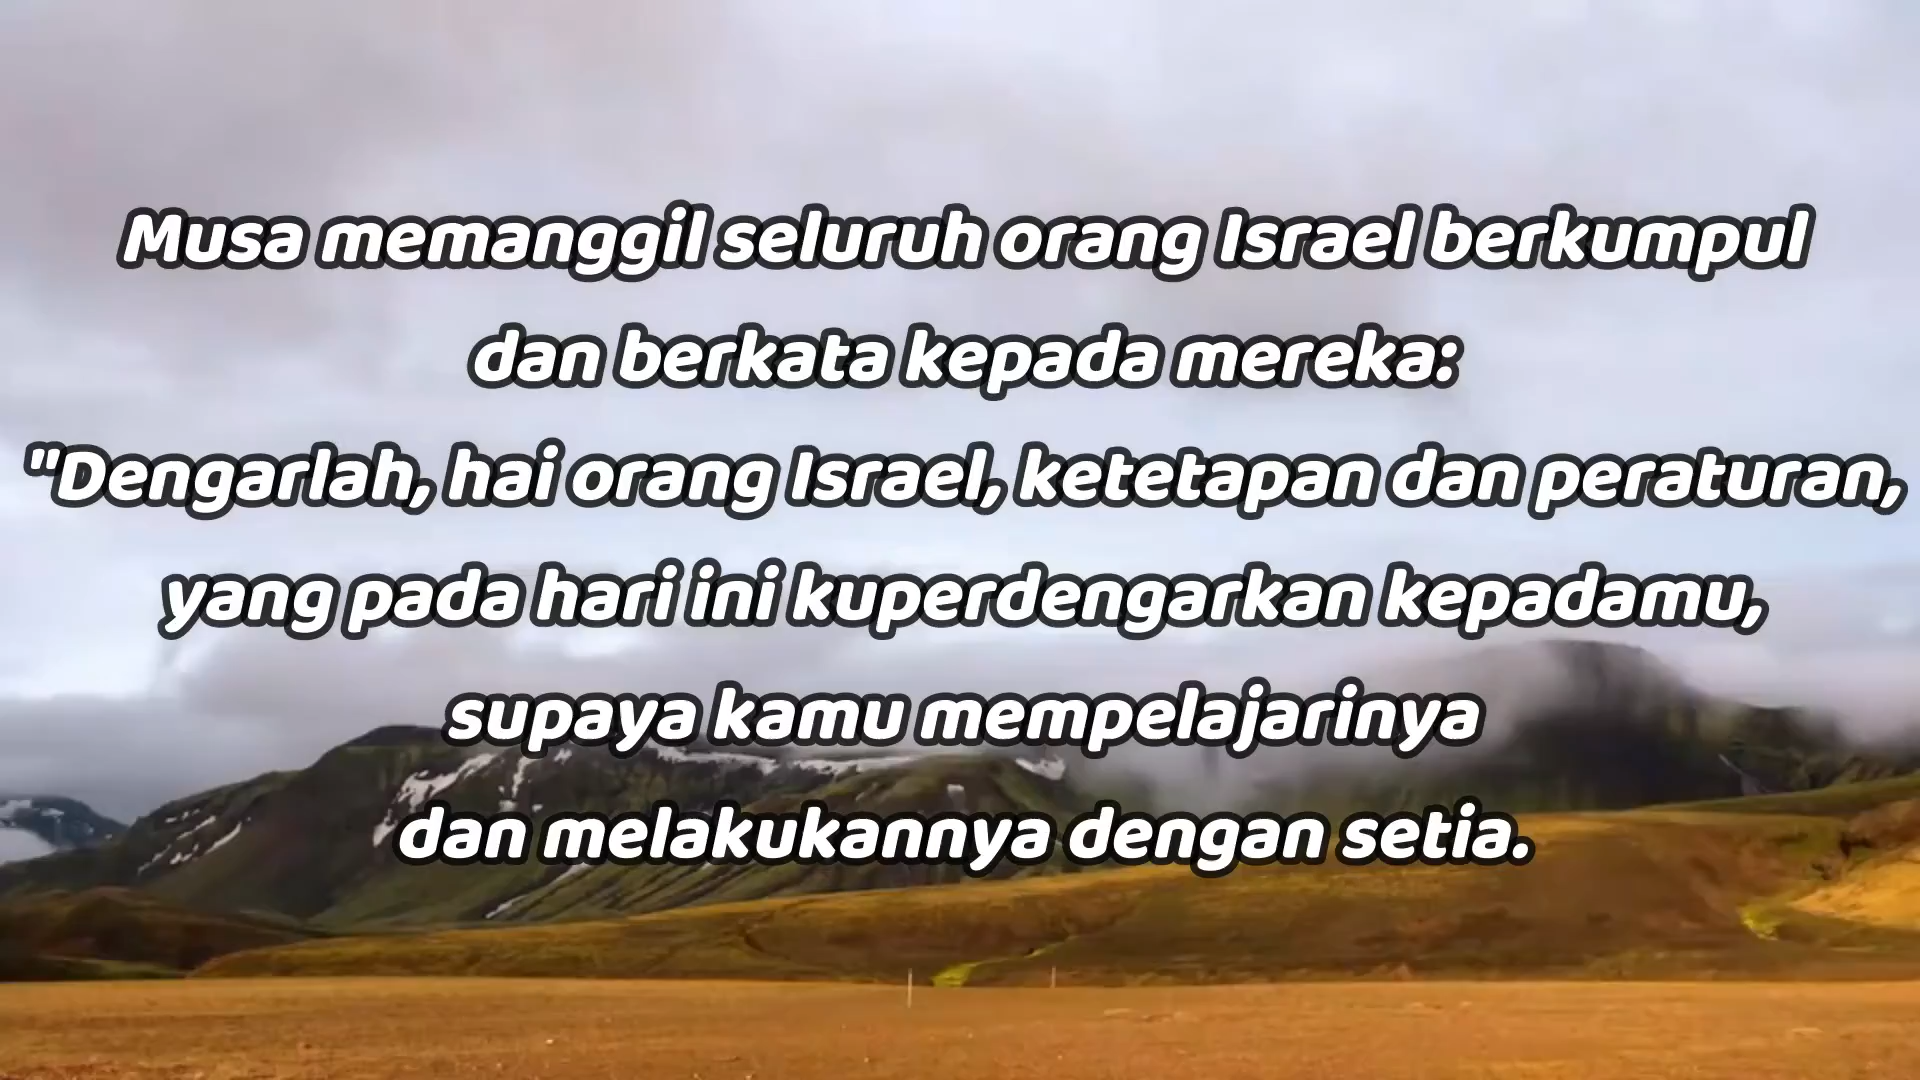 Musa memanggil seluruh orang Israel berkumpul
dan berkata kepada mereka:
"Dengarlah, hai orang Israel, ketetapan dan peraturan,
yang pada hari ini kuperdengarkan kepadamu,
supaya kamu mempelajarinya
dan melakukannya dengan setia.